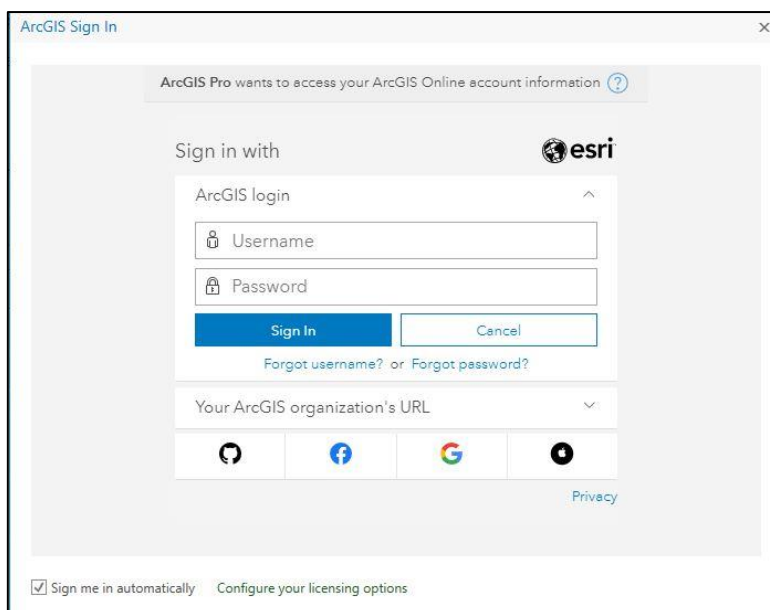 ArcGIS Sign In
ArcGIS Pro wants to access your ArcGIS Online account information ?
Sign in with esri
ArcGIS login
Username
Password
Sign In Cancel
Forgot username? or Forgot password?
Your ArcGIS organization's URL
Privacy
Sign me in automatically Configure your licensing options